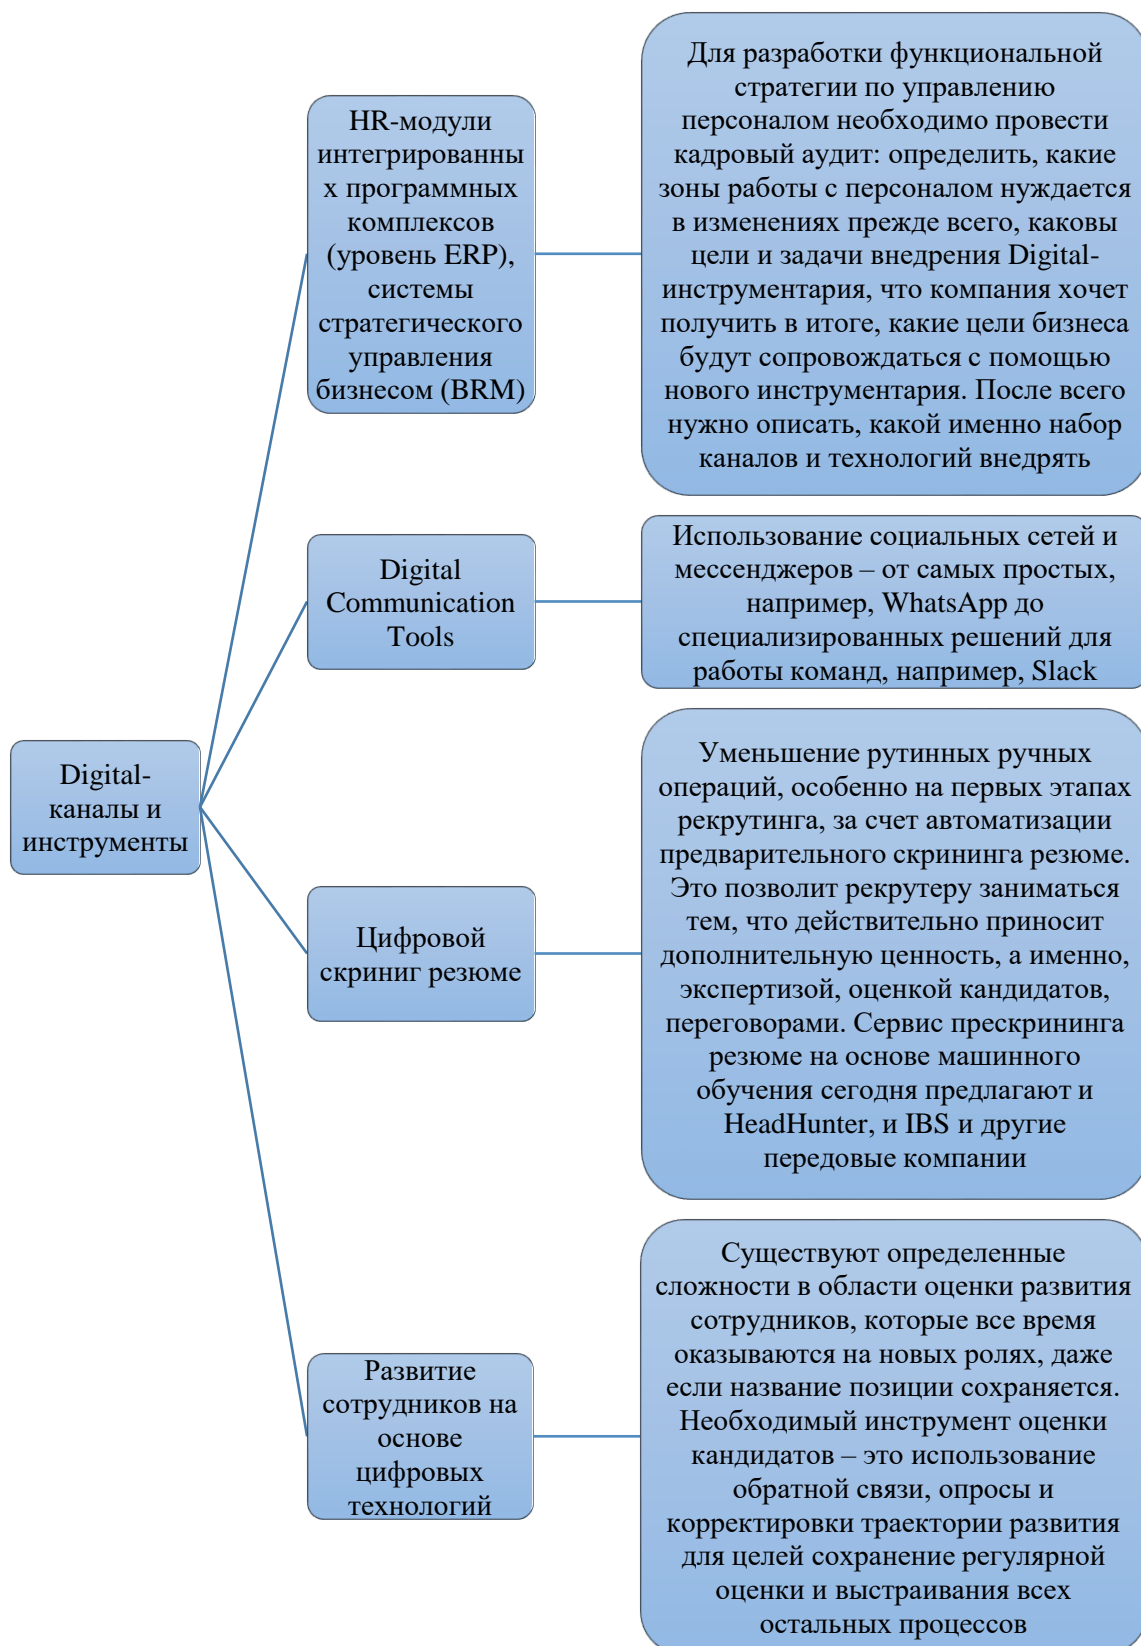 Digital-
каналы и
инструменты
HR-модули
интегрированны
х программных
комплексов
(уровень ERP),
системы
стратегического
управления
бизнесом (BRM)
Для разработки функциональной
стратегии по управлению
персоналом необходимо провести
кадровый аудит: определить, какие
зоны работы с персоналом нуждается
в изменениях прежде всего, каковы
цели и задачи внедрения Digital-
инструментария, что компания хочет
получить в итоге, какие цели бизнеса
будут сопровождаться с помощью
нового инструментария. После всего
нужно описать, какой именно набор
каналов и технологий внедрять
Digital
Communication
Tools
Использование социальных сетей и
мессенджеров – от самых простых,
например, WhatsApp до
специализированных решений для
работы команд, например, Slack
Цифровой
скриниг резюме
Уменьшение рутинных ручных
операций, особенно на первых этапах
рекрутинга, за счет автоматизации
предварительного скрининга резюме.
Это позволит рекрутеру заниматься
тем, что действительно приносит
дополнительную ценность, а именно,
экспертизой, оценкой кандидатов,
переговорами. Сервис прескрининга
резюме на основе машинного
обучения сегодня предлагают и
HeadHunter, и IBS и другие
передовые компании
Развитие
сотрудников на
основе
цифровых
технологий
Существуют определенные
сложности в области оценки развития
сотрудников, которые все время
оказываются на новых ролях, даже
если название позиции сохраняется.
Необходимый инструмент оценки
кандидатов – это использование
обратной связи, опросы и
корректировки траектории развития
для целей сохранение регулярной
оценки и выстраивания всех
остальных процессов